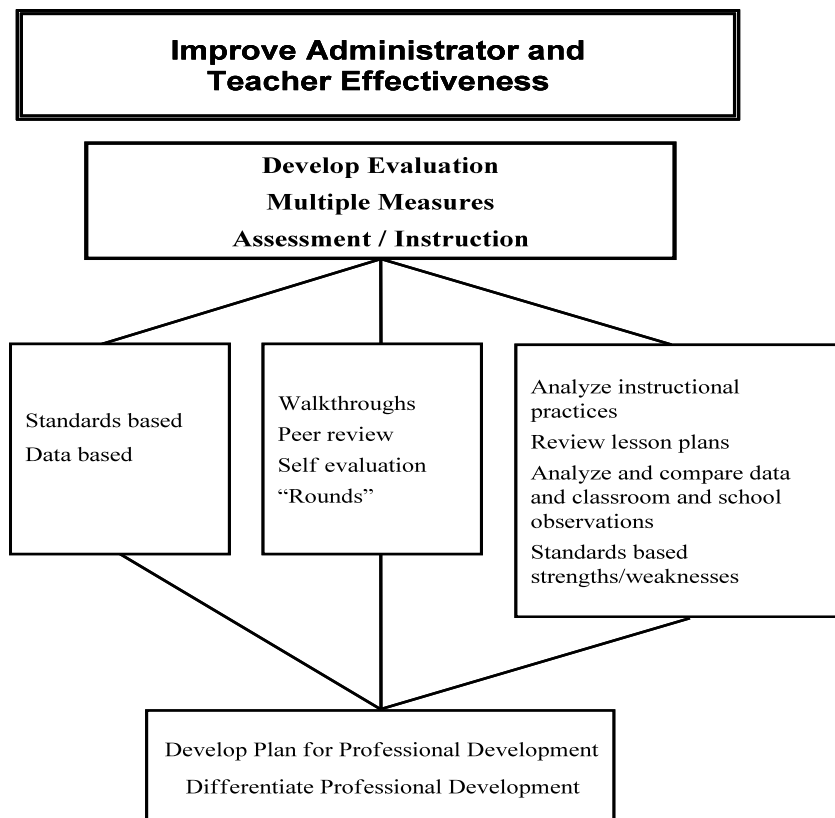 Improve Administrator and
Teacher Effectiveness
Develop Evaluation
Multiple Measures
Assessment / Instruction
Standards based
Data based
Walkthroughs
Peer review
Self evaluation
“Rounds”
Analyze instructional
practices
Review lesson plans
Analyze and compare data
and classroom and school
observations
Standards based
strengths/weaknesses
Develop Plan for Professional Development
Differentiate Professional Development